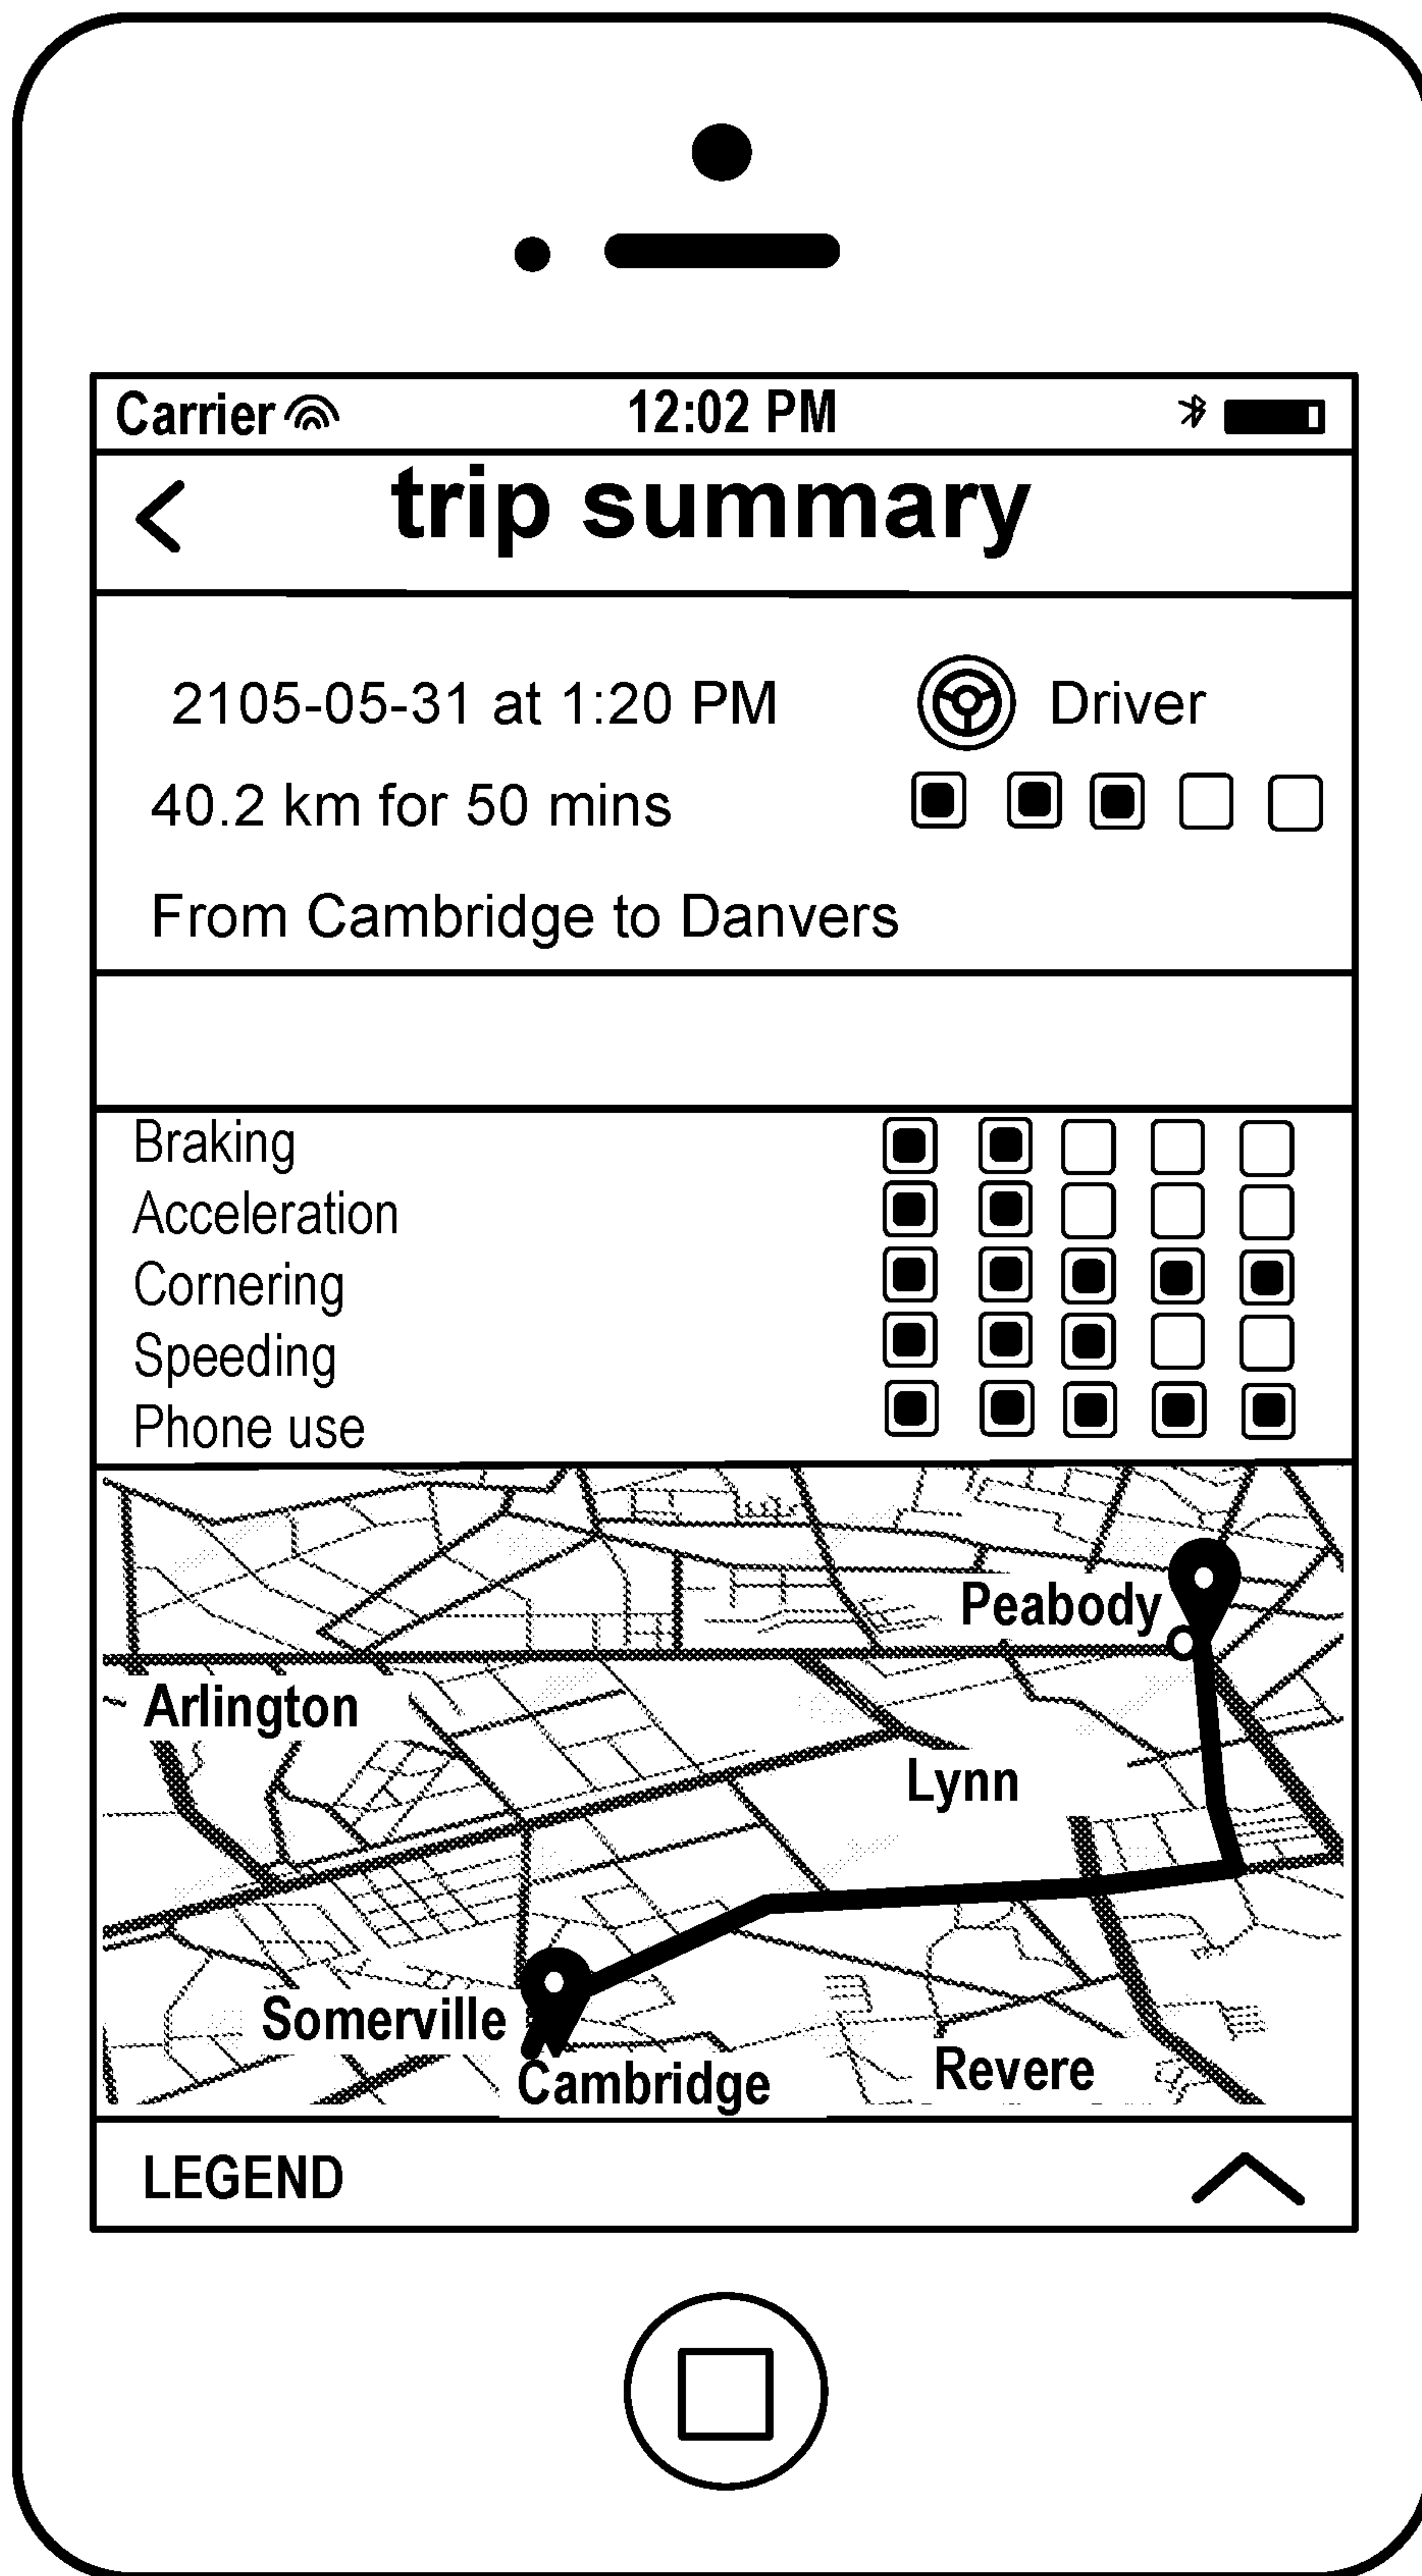 Carrier 12:02 PM
trip summary
2105-05-31 at 1:20 PM Driver
40.2 km for 50 mins
From Cambridge to Danvers
Braking
Acceleration
Cornering
Speeding
Phone use
Peabody
Arlington
Lynn
Somerville
Cambridge
Revere
LEGEND